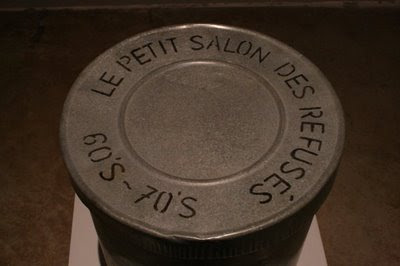 LE PETIT SALON DES REFUSÉS
60'S - 70'S